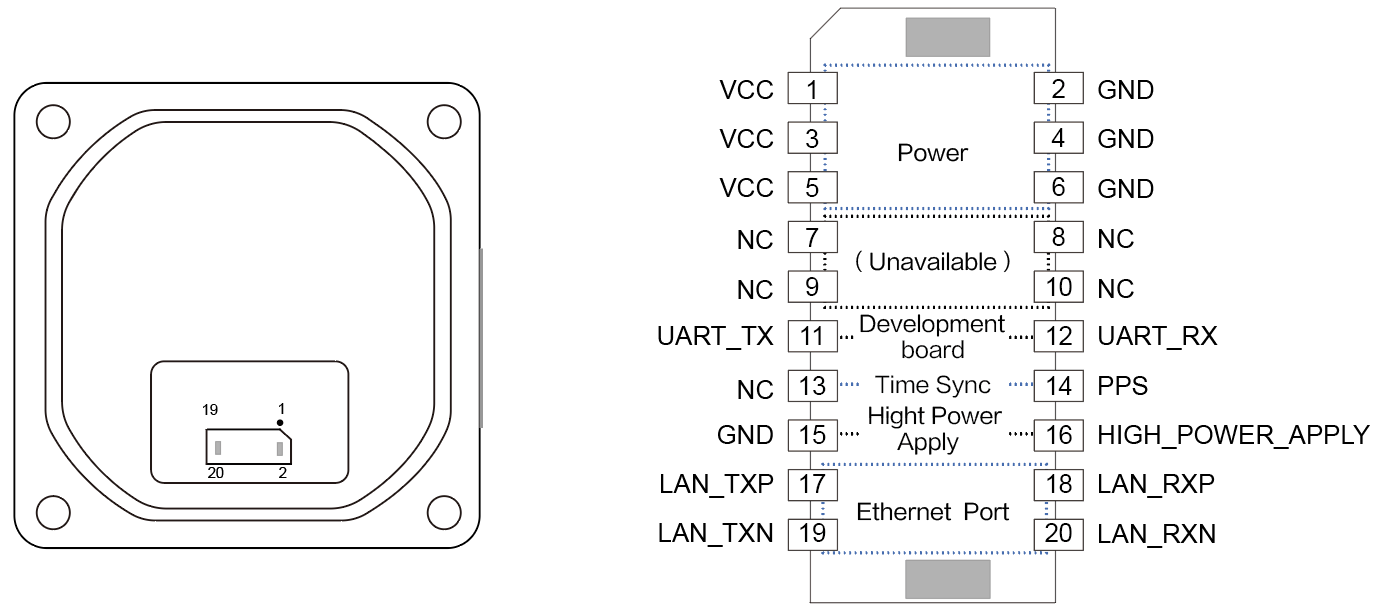 19 1
20 2
VCC 1 2 GND
VCC 3 4 GND
Power
VCC 5 6 GND
NC 7 8 NC
( Unavailable )
NC 9 10 NC
UART_TX 11 Development 12 UART_RX
board
NC 13 Time Sync 14 PPS
Hight Power
GND 15 Apply 16 HIGH_POWER_APPLY
LAN_TXP 17 18 LAN_RXP
Ethernet Port
LAN_TXN 19 20 LAN_RXN